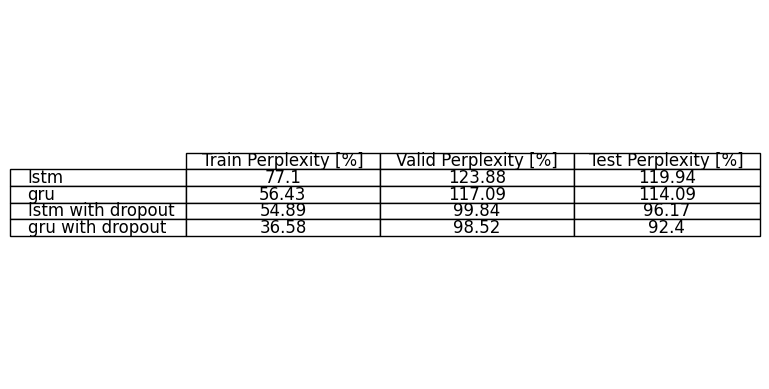 Train Perplexity [%] Valid Perplexity [%] Test Perplexity [%]
lstm 77.1 123.88 119.94
gru 56.43 117.09 114.09
lstm with dropout 54.89 99.84 96.17
gru with dropout 36.58 98.52 92.4